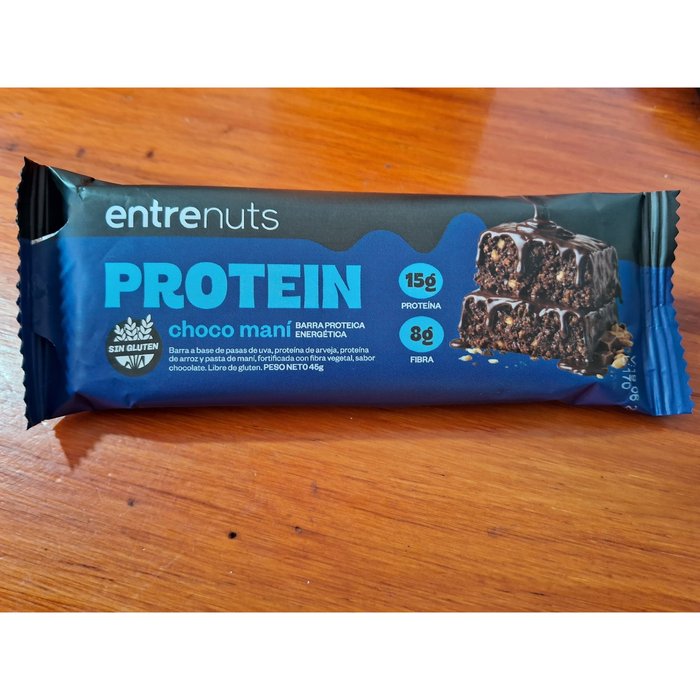 entrenuts
PROTEIN
choco maní BARRA PROTEICA
ENERGÉTICA
SIN GLUTEN
Barra a base de pasas de uva, proteína de arveja, proteína
de arroz y pasta de maní, fortificada con fibra vegetal, sabor
chocolate. Libre de gluten. PESO NETO 45g
15g
PROTEÍNA
8g
FIBRA